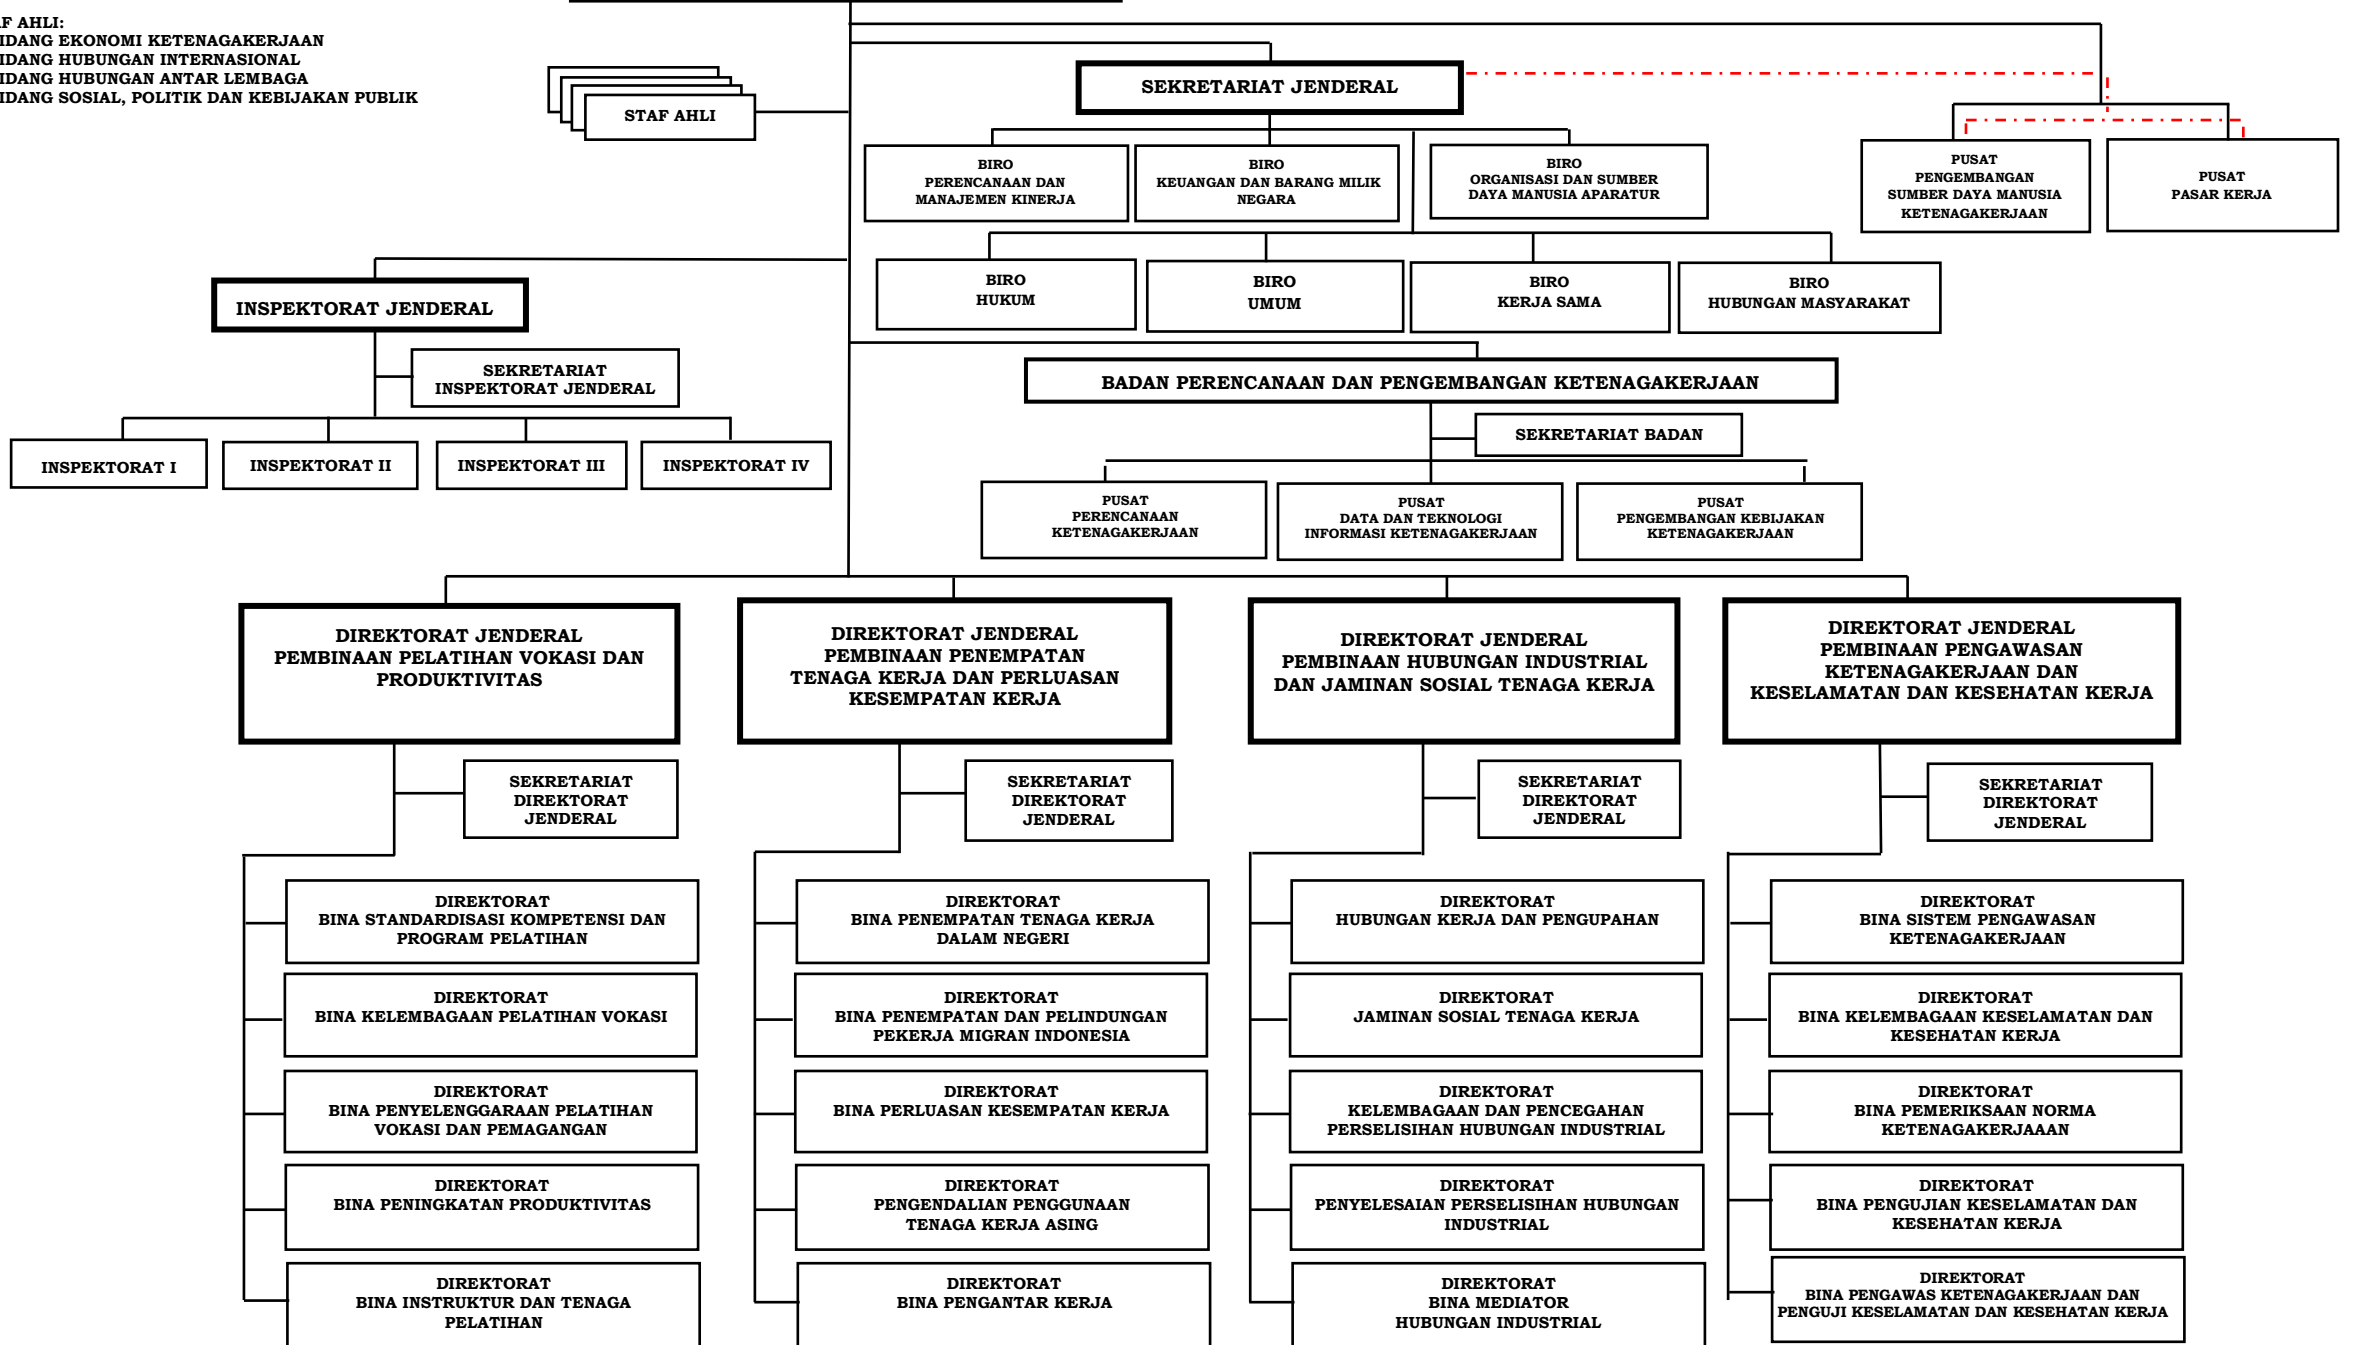 F AHLI:
IDANG EKONOMI KETENAGAKERJAAN
IDANG HUBUNGAN INTERNASIONAL
IDANG HUBUNGAN ANTAR LEMBAGA
IDANG SOSIAL, POLITIK DAN KEBIJAKAN PUBLIK
STAF AHLI
SEKRETARIAT JENDERAL
BIRO
PERENCANAAN DAN
MANAJEMEN KINERJA
BIRO
KEUANGAN DAN BARANG MILIK
NEGARA
BIRO
ORGANISASI DAN SUMBER
DAYA MANUSIA APARATUR
PUSAT
PENGEMBANGAN
SUMBER DAYA MANUSIA
KETENAGAKERJAAN
PUSAT
PASAR KERJA
BIRO
HUKUM
BIRO
UMUM
BIRO
KERJA SAMA
BIRO
HUBUNGAN MASYARAKAT
INSPEKTORAT JENDERAL
SEKRETARIAT
INSPEKTORAT JENDERAL
INSPEKTORAT I
INSPEKTORAT II
INSPEKTORAT III
INSPEKTORAT IV
BADAN PERENCANAAN DAN PENGEMBANGAN KETENAGAKERJAAN
SEKRETARIAT BADAN
PUSAT
PERENCANAAN
KETENAGAKERJAAN
PUSAT
DATA DAN TEKNOLOGI
INFORMASI KETENAGAKERJAAN
PUSAT
PENGEMBANGAN KEBIJAKAN
KETENAGAKERJAAN
DIREKTORAT JENDERAL
PEMBINAAN PELATIHAN VOKASI DAN
PRODUKTIVITAS
SEKRETARIAT
DIREKTORAT
JENDERAL
DIREKTORAT
BINA STANDARDISASI KOMPETENSI DAN
PROGRAM PELATIHAN
DIREKTORAT
BINA KELEMBAGAAN PELATIHAN VOKASI
DIREKTORAT
BINA PENYELENGGARAAN PELATIHAN
VOKASI DAN PEMAGANGAN
DIREKTORAT
BINA PENINGKATAN PRODUKTIVITAS
DIREKTORAT
BINA INSTRUKTUR DAN TENAGA
PELATIHAN
DIREKTORAT JENDERAL
PEMBINAAN PENEMPATAN
TENAGA KERJA DAN PERLUASAN
KESEMPATAN KERJA
SEKRETARIAT
DIREKTORAT
JENDERAL
DIREKTORAT
BINA PENEMPATAN TENAGA KERJA
DALAM NEGERI
DIREKTORAT
BINA PENEMPATAN DAN PELINDUNGAN
PEKERJA MIGRAN INDONESIA
DIREKTORAT
BINA PERLUASAN KESEMPATAN KERJA
DIREKTORAT
PENGENDALIAN PENGGUNAAN
TENAGA KERJA ASING
DIREKTORAT
BINA PENGANTAR KERJA
DIREKTORAT JENDERAL
PEMBINAAN HUBUNGAN INDUSTRIAL
DAN JAMINAN SOSIAL TENAGA KERJA
SEKRETARIAT
DIREKTORAT
JENDERAL
DIREKTORAT
HUBUNGAN KERJA DAN PENGUPAHAN
DIREKTORAT
JAMINAN SOSIAL TENAGA KERJA
DIREKTORAT
KELEMBAGAAN DAN PENCEGAHAN
PERSELISIHAN HUBUNGAN INDUSTRIAL
DIREKTORAT
PENYELESAIAN PERSELISIHAN HUBUNGAN
INDUSTRIAL
DIREKTORAT
BINA MEDIATOR
HUBUNGAN INDUSTRIAL
DIREKTORAT JENDERAL
PEMBINAAN PENGAWASAN
KETENAGAKERJAAN DAN
KESELAMATAN DAN KESEHATAN KERJA
SEKRETARIAT
DIREKTORAT
JENDERAL
DIREKTORAT
BINA SISTEM PENGAWASAN
KETENAGAKERJAAN
DIREKTORAT
BINA KELEMBAGAAN KESELAMATAN DAN
KESEHATAN KERJA
DIREKTORAT
BINA PEMERIKSAAN NORMA
KETENAGAKERJAAAN
DIREKTORAT
BINA PENGUJIAN KESELAMATAN DAN
KESEHATAN KERJA
DIREKTORAT
BINA PENGAWAS KETENAGAKERJAAN DAN
PENGUJI KESELAMATAN DAN KESEHATAN KERJA